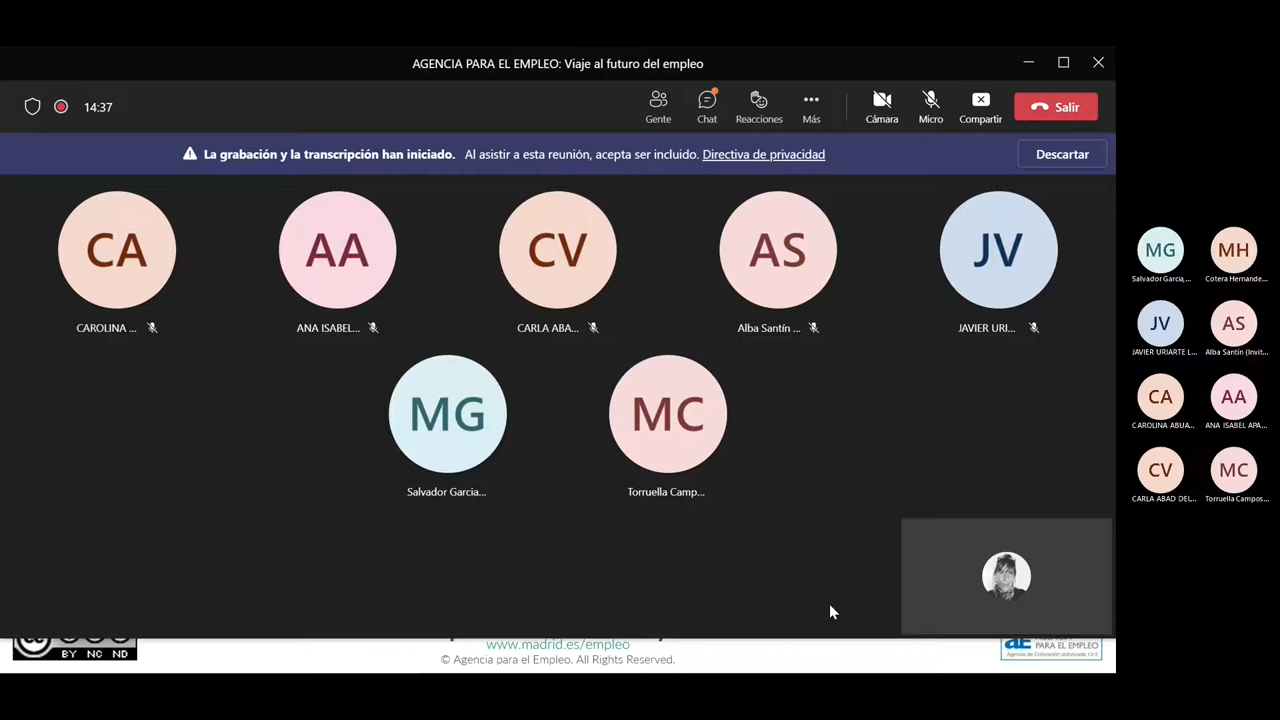 AGENCIA PARA EL EMPLEO: Viaje al futuro del empleo
14:37
Gente
Chat
Reacciones
Más
Cámara
Micro
Compartir
Salir
La grabación y la transcripción han iniciado. Al asistir a esta reunión, acepta ser incluido. Directiva de privacidad
Descartar
CA
AA
CV
AS
JV
CAROLINA ...
ANA ISABEL...
CARLA ABA...
Alba Santín ...
JAVIER URI...
MG
MC
Salvador Garcia...
Torruella Camp...
MG
MH
Salvador Garcia,...
Cotera Hernande...
JV
AS
JAVIER URIARTE L...
Alba Santín (Invit...
CA
AA
CAROLINA ABUA...
ANA ISABEL APA...
CV
MC
CARLA ABAD DEL...
Torruella Campos...
BY NC ND
www.madrid.es/empleo
© Agencia para el Empleo. All Rights Reserved.
PARA EL EMPLEO